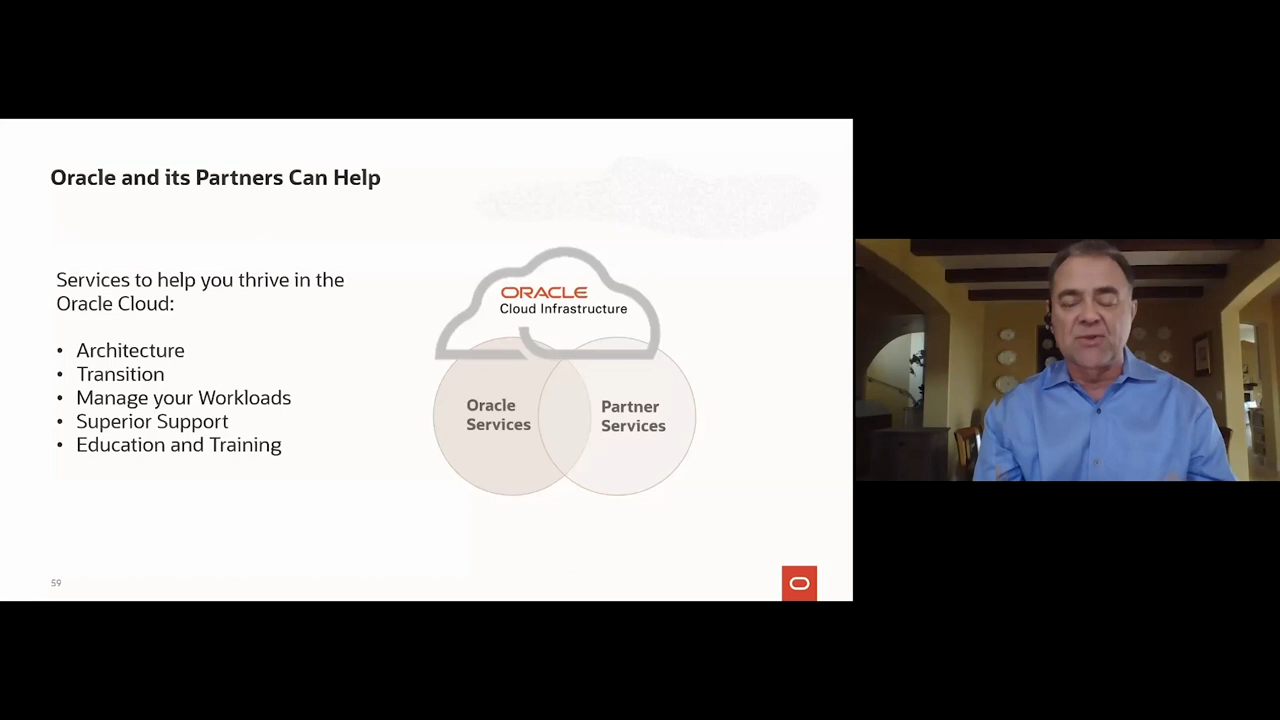 Oracle and its Partners Can Help
Services to help you thrive in the
Oracle Cloud:
• Architecture
• Transition
• Manage your Workloads
• Superior Support
• Education and Training
ORACLE
Cloud Infrastructure
Oracle
Services
Partner
Services
59